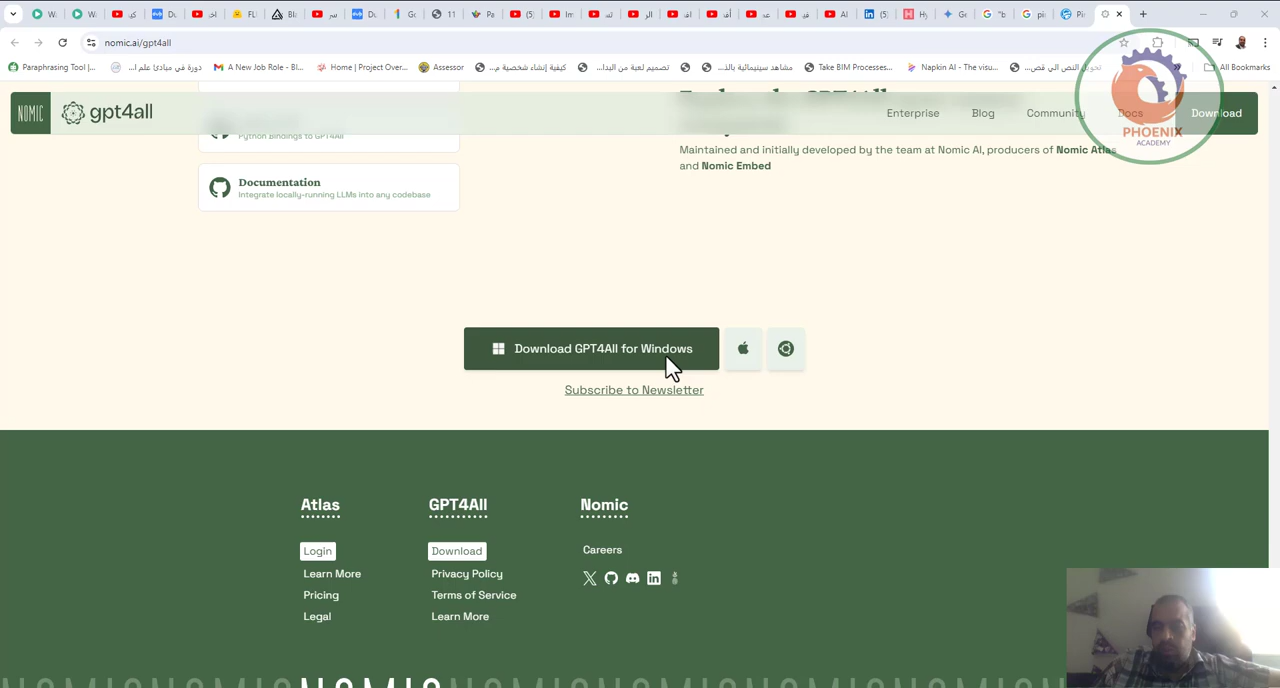 nomic.ai/gpt4all
Paraphrasing Tool |...
دورة في مبادئ علم ا...
A New Job Role - Bl...
Home | Project Over...
Assessor
كيفية إنشاء شخصية م...
تصميم لعبة من البدا...
مشاهد سينيمائية بالذ...
Take BIM Processes...
Napkin AI - The visu...
تحويل النص الي قص...
All Bookmarks
NOMIC
gpt4all
Enterprise
Blog
Community
Docs
Download
PHOENIX
ACADEMY
Python Bindings to GPT4All
Maintained and initially developed by the team at Nomic AI, producers of Nomic Atlas
and Nomic Embed
Documentation
Integrate locally-running LLMs into any codebase
Download GPT4All for Windows
Subscribe to Newsletter
Atlas
GPT4All
Nomic
Login
Download
Careers
Learn More
Privacy Policy
Pricing
Terms of Service
Legal
Learn More